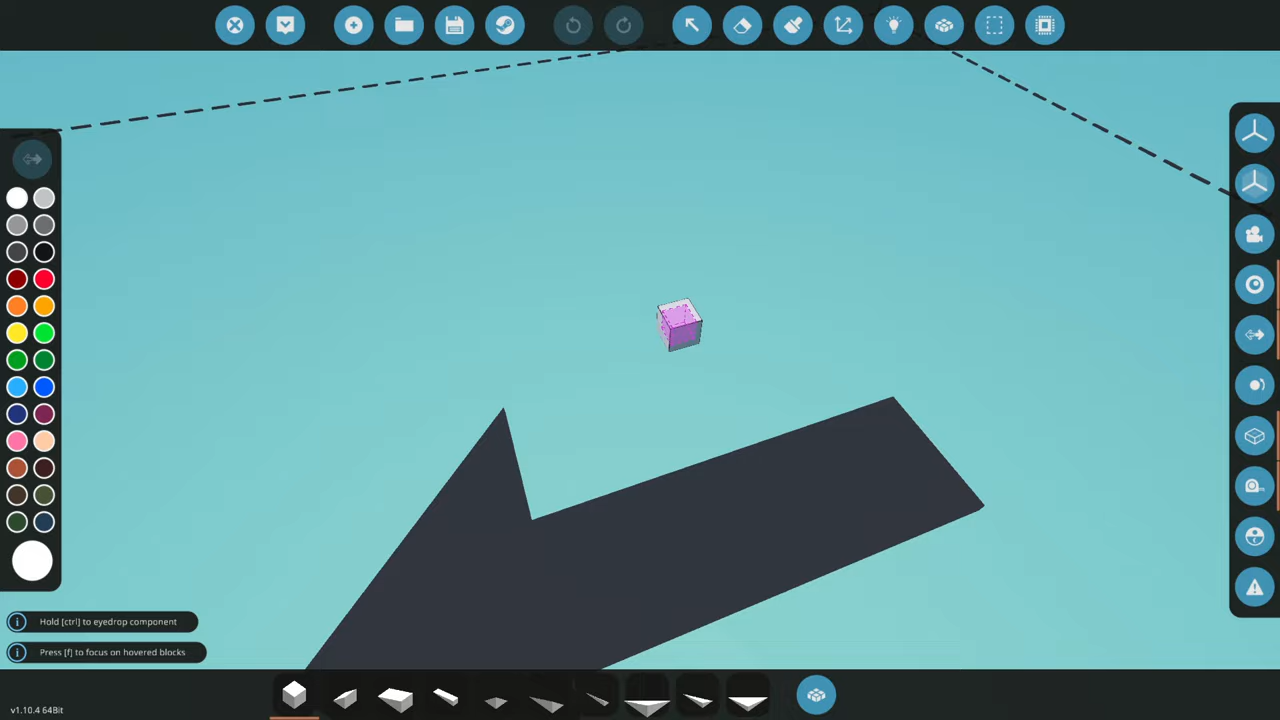 Hold [ctrl] to eyedrop component
Press [f] to focus on hovered blocks
v1.10.4 64Bit